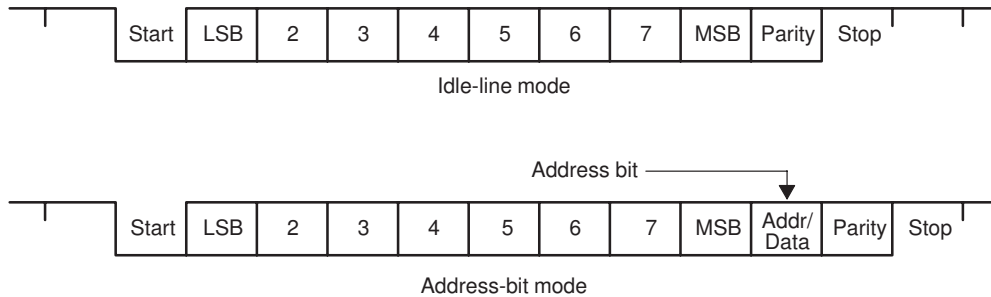 Start LSB 2 3 4 5 6 7 MSB Parity Stop
Idle-line mode
Address bit
Start LSB 2 3 4 5 6 7 MSB Addr/ Data Parity Stop
Address-bit mode